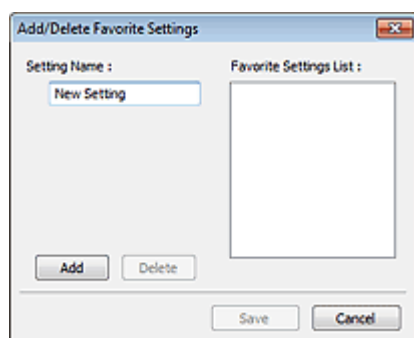 Add/Delete Favorite Settings
Setting Name :
Favorite Settings List :
New Setting
Add
Delete
Save
Cancel